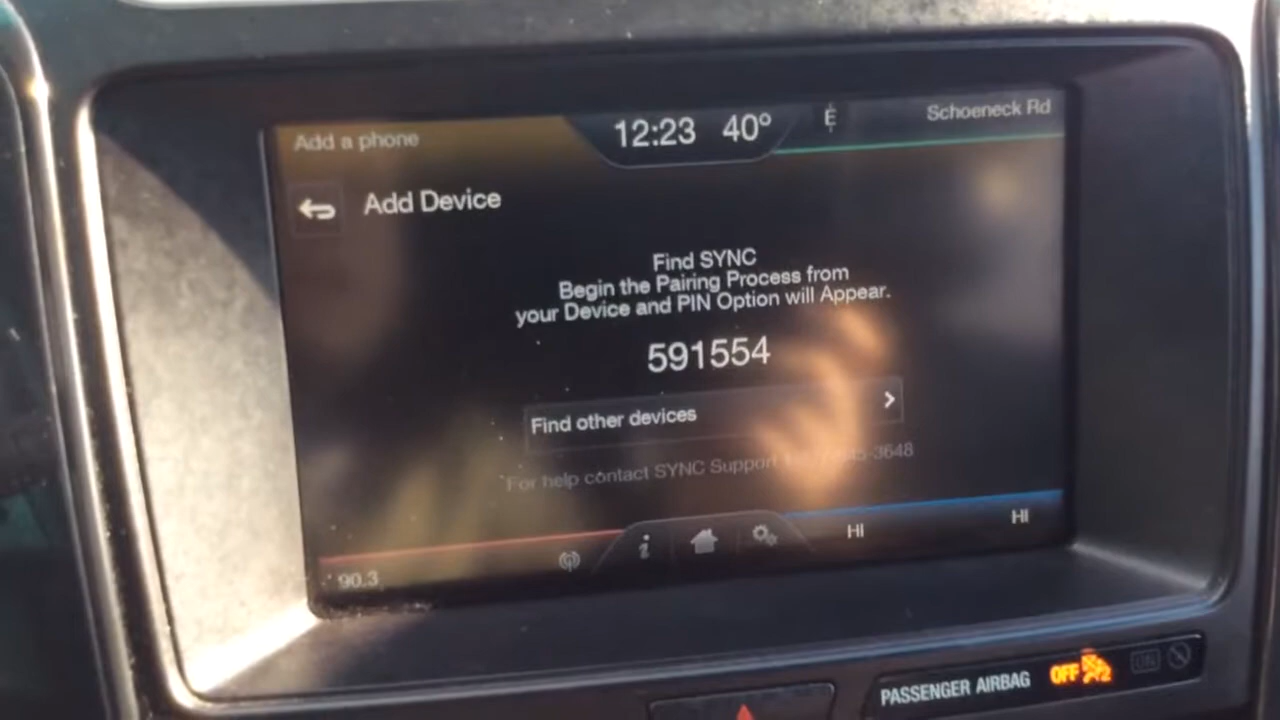 Add a phone
12:23 40°
E
Schoeneck Rd
Add Device
Find SYNC
Begin the Pairing Process from
your Device and PIN Option will Appear.
591554
Find other devices
For help contact SYNC Support
-3648
i
HI
HI
90.3
PASSENGER AIRBAG OFF 2 ON